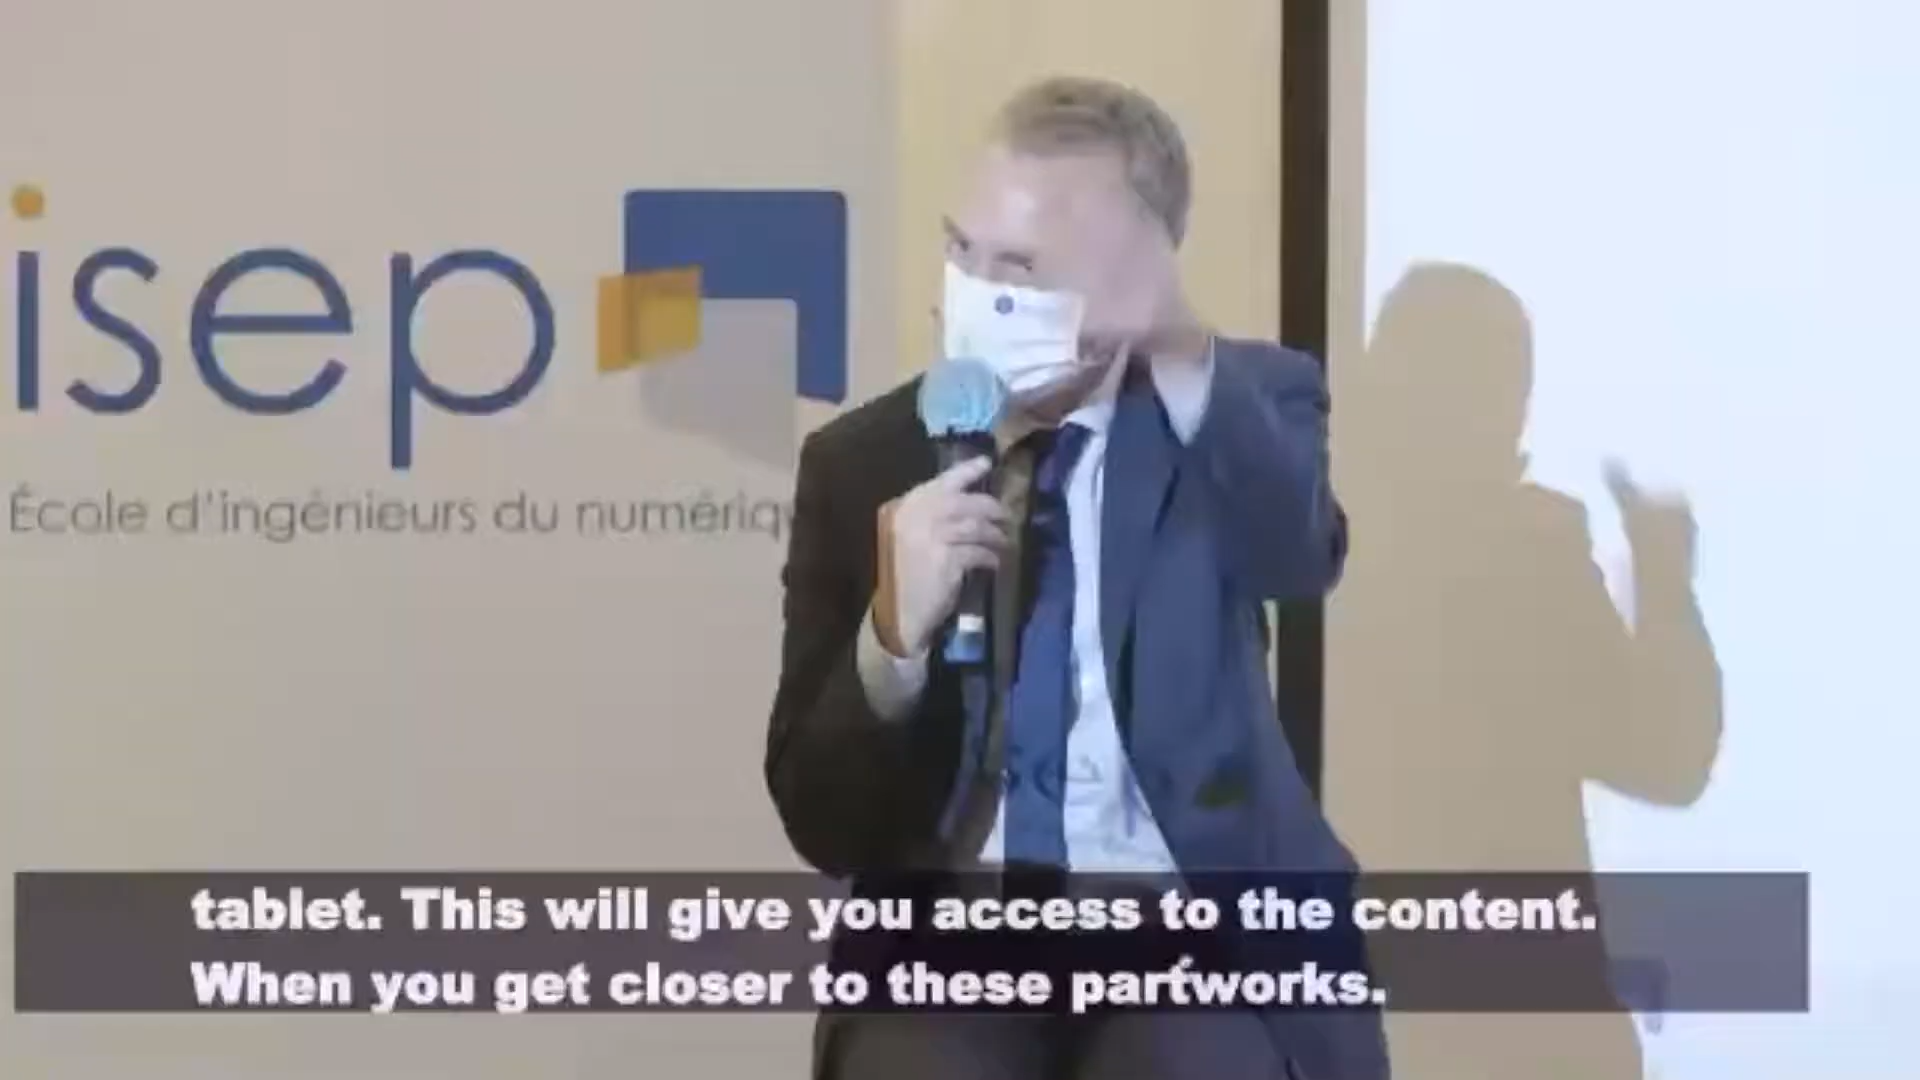 isep
École d'ingénieurs du numériq
tablet. This will give you access to the content.
When you get closer to these partworks.